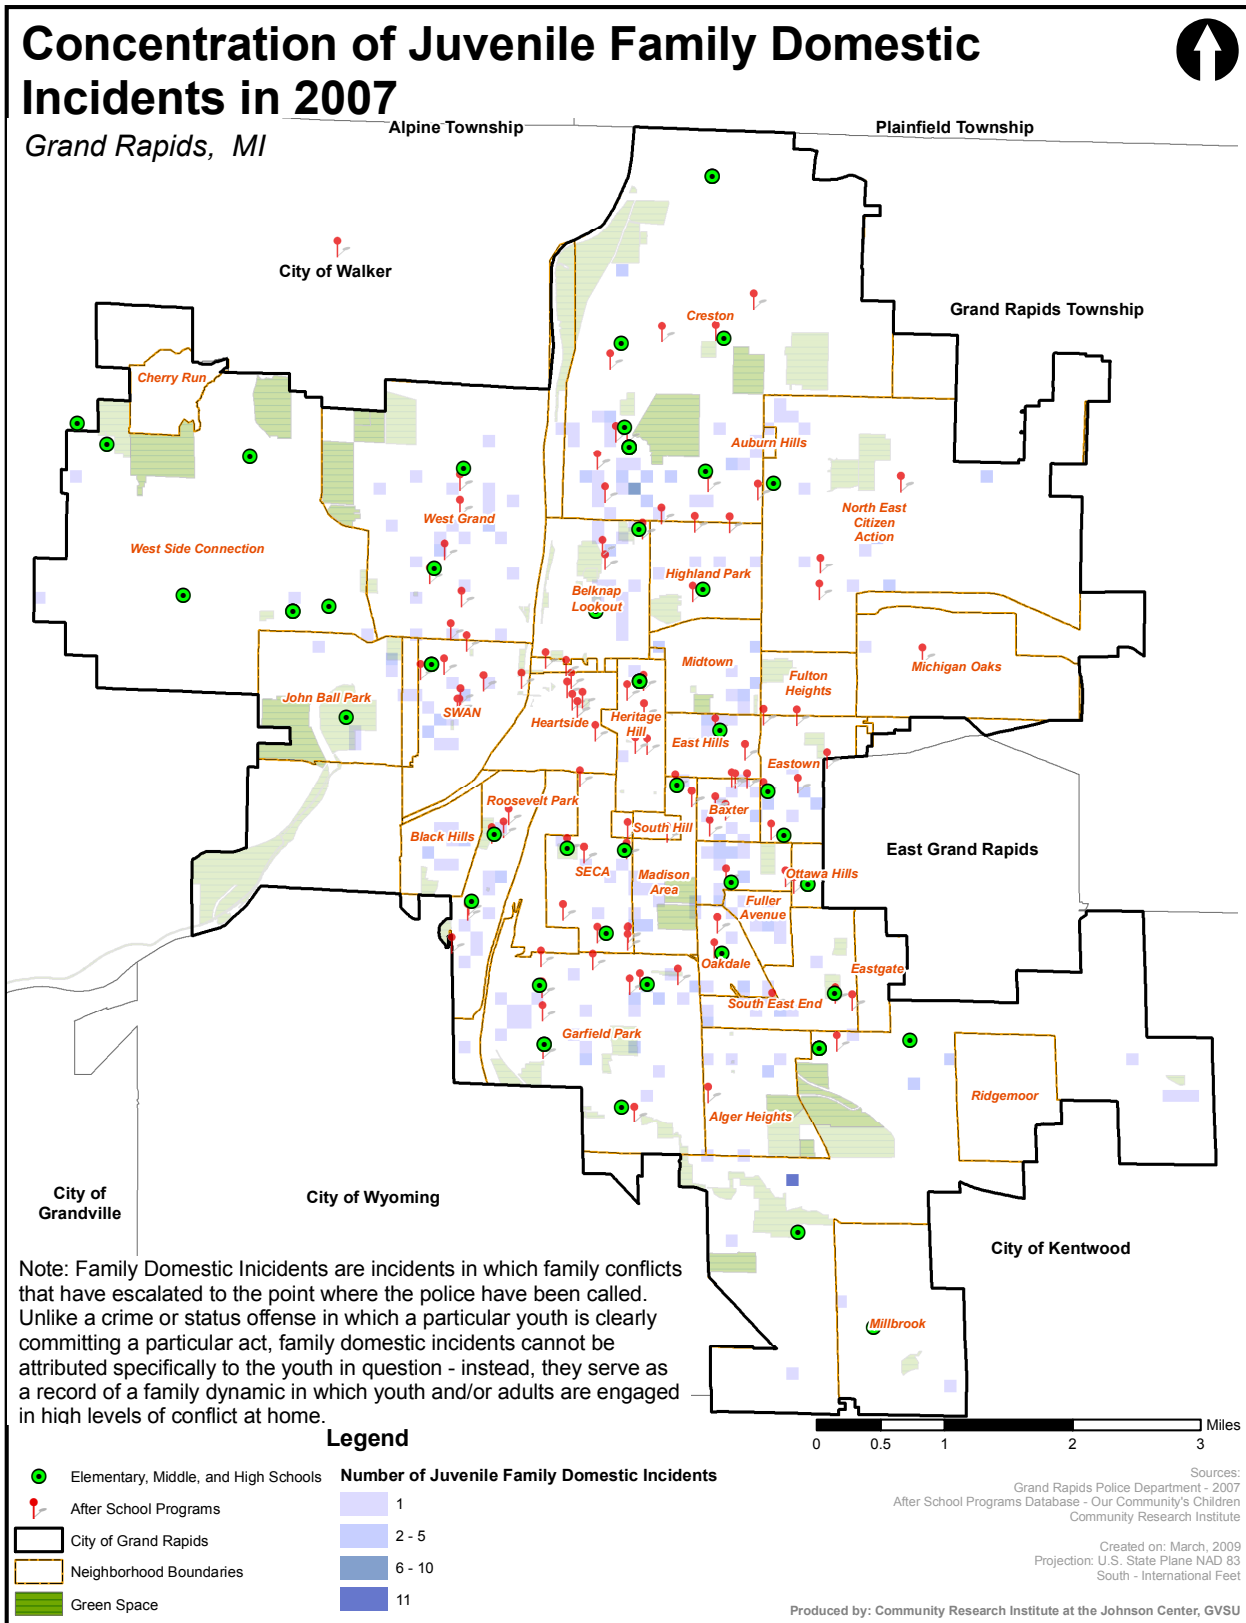 Concentration of Juvenile Family Domestic
Incidents in 2007
Grand Rapids, MI
Alpine Township
Plainfield Township
City of Walker
Grand Rapids Township
Creston
Cherry Run
Auburn Hills
West Grand
North East
Citizen
Action
West Side Connection
Highland Park
Belknap
Lookout
Midtown
Michigan Oaks
Fulton
Heights
John Ball Park
SWAN
Heartside
Heritage
Hill
East Hills
Eastown
Roosevelt Park
Baxter
Black Hills
South Hill
East Grand Rapids
SECA
Madison
Area
Ottawa Hills
Fuller
Avenue
Oakdale
Eastgate
South East End
Garfield Park
Ridgemoor
Alger Heights
City of
Grandville
City of Wyoming
City of Kentwood
Millbrook
Note: Family Domestic Inicidents are incidents in which family conflicts
that have escalated to the point where the police have been called.
Unlike a crime or status offense in which a particular youth is clearly
committing a particular act, family domestic incidents cannot be
attributed specifically to the youth in question - instead, they serve as
a record of a family dynamic in which youth and/or adults are engaged
in high levels of conflict at home.
Miles
0 0.5 1 2 3
Legend
Elementary, Middle, and High Schools
After School Programs
City of Grand Rapids
Neighborhood Boundaries
Green Space
Number of Juvenile Family Domestic Incidents
1
2 - 5
6 - 10
11
Sources:
Grand Rapids Police Department - 2007
After School Programs Database - Our Community's Children
Community Research Institute
Created on: March, 2009
Projection: U.S. State Plane NAD 83
South - International Feet
Produced by: Community Research Institute at the Johnson Center, GVSU